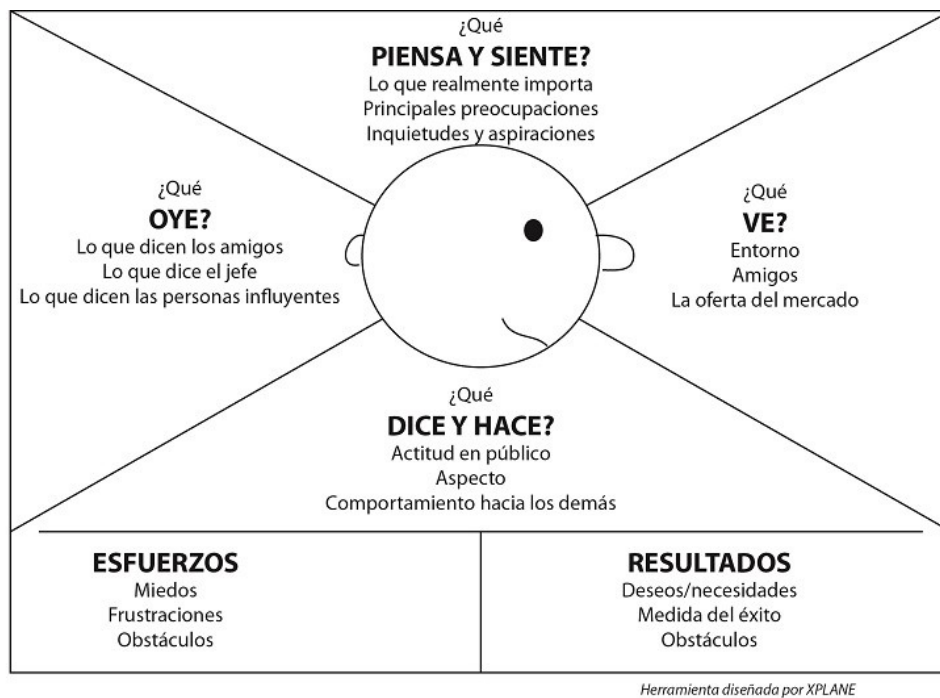 ¿Qué
PIENSA Y SIENTE?
Lo que realmente importa
Principales preocupaciones
Inquietudes y aspiraciones
¿Qué
OYE?
Lo que dicen los amigos
Lo que dice el jefe
Lo que dicen las personas influyentes
¿Qué
VE?
Entorno
Amigos
La oferta del mercado
¿Qué
DICE Y HACE?
Actitud en público
Aspecto
Comportamiento hacia los demás
ESFUERZOS
Miedos
Frustraciones
Obstáculos
RESULTADOS
Deseos/necesidades
Medida del éxito
Obstáculos
Herramienta diseñada por XPLANE